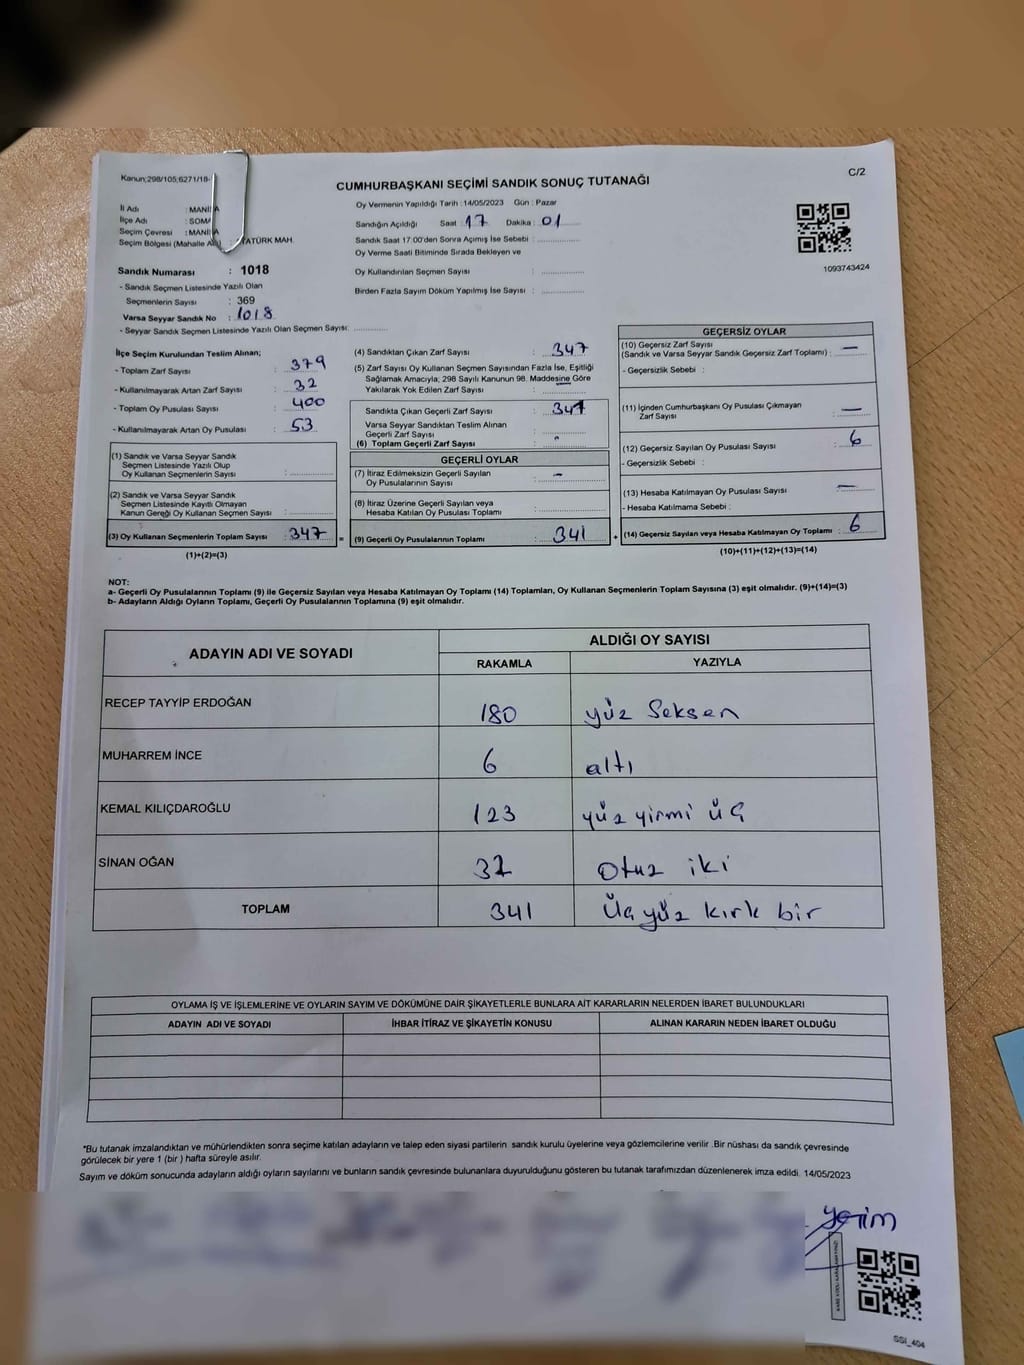 Kanun;298/105;6271/18-
C/2
CUMHURBAŞKANI SEÇİMİ SANDIK SONUÇ TUTANAĞI
İl Adı : MANİSA
İlçe Adı : SOMA
Seçim Çevresi : MANİSA
Seçim Bölgesi (Mahalle TATÜRK MAH.
Oy Vermenin Yapıldığı Tarih : 14/05/2023 Gün : Pazar
Sandığın Açıldığı Saat 17 Dakika : 01
Sandık Saat 17:00'den Sonra Açmış İse Sebebi :
Oy Verme Saati Bitiminde Sırada Bekleyen ve
Oy Kullandırılan Seçmen Sayısı :
Birden Fazla Sayım Döküm Yapılmış İse Sayısı :
1093743424
Sandık Numarası : 1018
- Sandık Seçmen Listesinde Yazılı Olan
Seçmenlerin Sayısı : 369
Varsa Seyyar Sandık No : 1018
- Seyyar Sandık Seçmen Listesinde Yazılı Olan Seçmen Sayısı:
İlçe Seçim Kurulundan Teslim Alınan;
- Toplam Zarf Sayısı : 379
- Kullanılmayarak Artan Zarf Sayısı : 32
- Toplam Oy Pusulası Sayısı : 400
- Kullanılmayarak Artan Oy Pusulası : 53
(1) Sandık ve Varsa Seyyar Sandık
Seçmen Listesinde Yazılı Olup
Oy Kullanan Seçmenlerin Sayısı :
(2) Sandık ve Varsa Seyyar Sandık
Seçmen Listesinde Kayıtlı Olmayan
Kanun Gereği Oy Kullanan Seçmen Sayısı :
(3) Oy Kullanan Seçmenlerin Toplam Sayısı : 347
(1)+(2)=(3)
(4) Sandıktan Çıkan Zarf Sayısı : 347
(5) Zarf Sayısı Oy Kullanan Seçmen Sayısından Fazla İse, Eşitliği
Sağlamak Amacıyla; 298 Sayılı Kanunun 98. Maddesine Göre
Yakılarak Yok Edilen Zarf Sayısı : —
Sandıkta Çıkan Geçerli Zarf Sayısı : 347
Varsa Seyyar Sandıktan Teslim Alınan
Geçerli Zarf Sayısı :
(6) Toplam Geçerli Zarf Sayısı :
GEÇERLİ OYLAR
(7) İtiraz Edilmeksizin Geçerli Sayılan
Oy Pusulalarının Sayısı : —
(8) İtiraz Üzerine Geçerli Sayılan veya
Hesaba Katılan Oy Pusulası Toplamı :
= (9) Geçerli Oy Pusulalarının Toplamı : 341
GEÇERSİZ OYLAR
(10) Geçersiz Zarf Sayısı
(Sandık ve Varsa Seyyar Sandık Geçersiz Zarf Toplamı) : —
- Geçersizlik Sebebi :
(11) İçinden Cumhurbaşkanı Oy Pusulası Çıkmayan
Zarf Sayısı : —
(12) Geçersiz Sayılan Oy Pusulası Sayısı : 6
- Geçersizlik Sebebi :
(13) Hesaba Katılmayan Oy Pusulası Sayısı : —
- Hesaba Katılmama Sebebi :
+ (14) Geçersiz Sayılan veya Hesaba Katılmayan Oy Toplamı : 6
(10)+(11)+(12)+(13)=(14)
NOT:
a- Geçerli Oy Pusulalarının Toplamı (9) ile Geçersiz Sayılan veya Hesaba Katılmayan Oy Toplamı (14) Toplamları, Oy Kullanan Seçmenlerin Toplam Sayısına (3) eşit olmalıdır. (9)+(14)=(3)
b- Adayların Aldığı Oyların Toplamı, Geçerli Oy Pusulalarının Toplamına (9) eşit olmalıdır.
ADAYIN ADI VE SOYADI ALDIĞI OY SAYISI
RAKAMLA YAZIYLA
RECEP TAYYİP ERDOĞAN 180 yüz Seksen
MUHARREM İNCE 6 altı
KEMAL KILIÇDAROĞLU 123 yüz yirmi üç
SİNAN OĞAN 32 Otuz iki
TOPLAM 341 Üçyüz kırk bir
OYLAMA İŞ VE İŞLEMLERİNE VE OYLARIN SAYIM VE DÖKÜMÜNE DAİR ŞİKAYETLERLE BUNLARA AİT KARARLARIN NELERDEN İBARET BULUNDUKLARI
ADAYIN ADI VE SOYADI İHBAR İTİRAZ VE ŞİKAYETİN KONUSU ALINAN KARARIN NEDEN İBARET OLDUĞU
*Bu tutanak imzalandıktan ve mühürlendikten sonra seçime katılan adayların ve talep eden siyasi partilerin sandık kurulu üyelerine veya gözlemcilerine verilir .Bir nüshası da sandık çevresinde
görülecek bir yere 1 (bir ) hafta süreyle asılır.
Sayım ve döküm sonucunda adayların aldığı oyların sayılarını ve bunların sandık çevresinde bulunanlara duyurulduğunu gösteren bu tutanak tarafımızdan düzenlenerek imza edildi. 14/05/2023
SSI_404